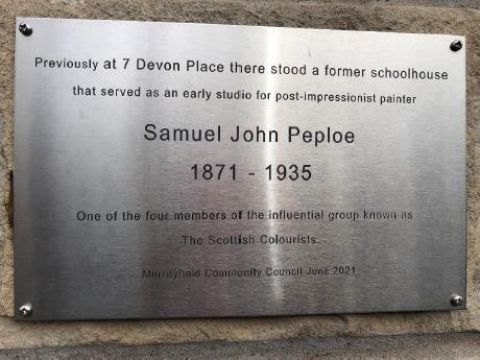 Previously at 7 Devon Place there stood a former schoolhouse
that served as an early studio for post-impressionist painter
Samuel John Peploe
1871 - 1935
One of the four members of the influential group known as
The Scottish Colourists.
Murrayfield Community Council June 2021